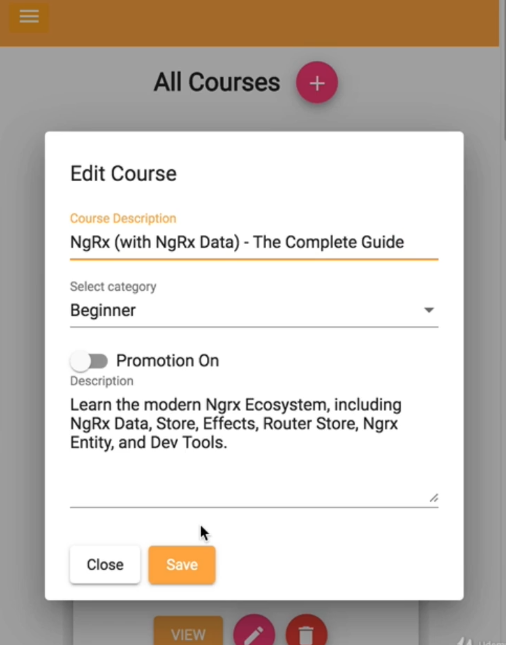 All Courses
Edit Course
Course Description
NgRx (with NgRx Data) - The Complete Guide
Select category
Beginner
Promotion On
Description
Learn the modern Ngrx Ecosystem, including
NgRx Data, Store, Effects, Router Store, Ngrx
Entity, and Dev Tools.
Close Save
VIEW